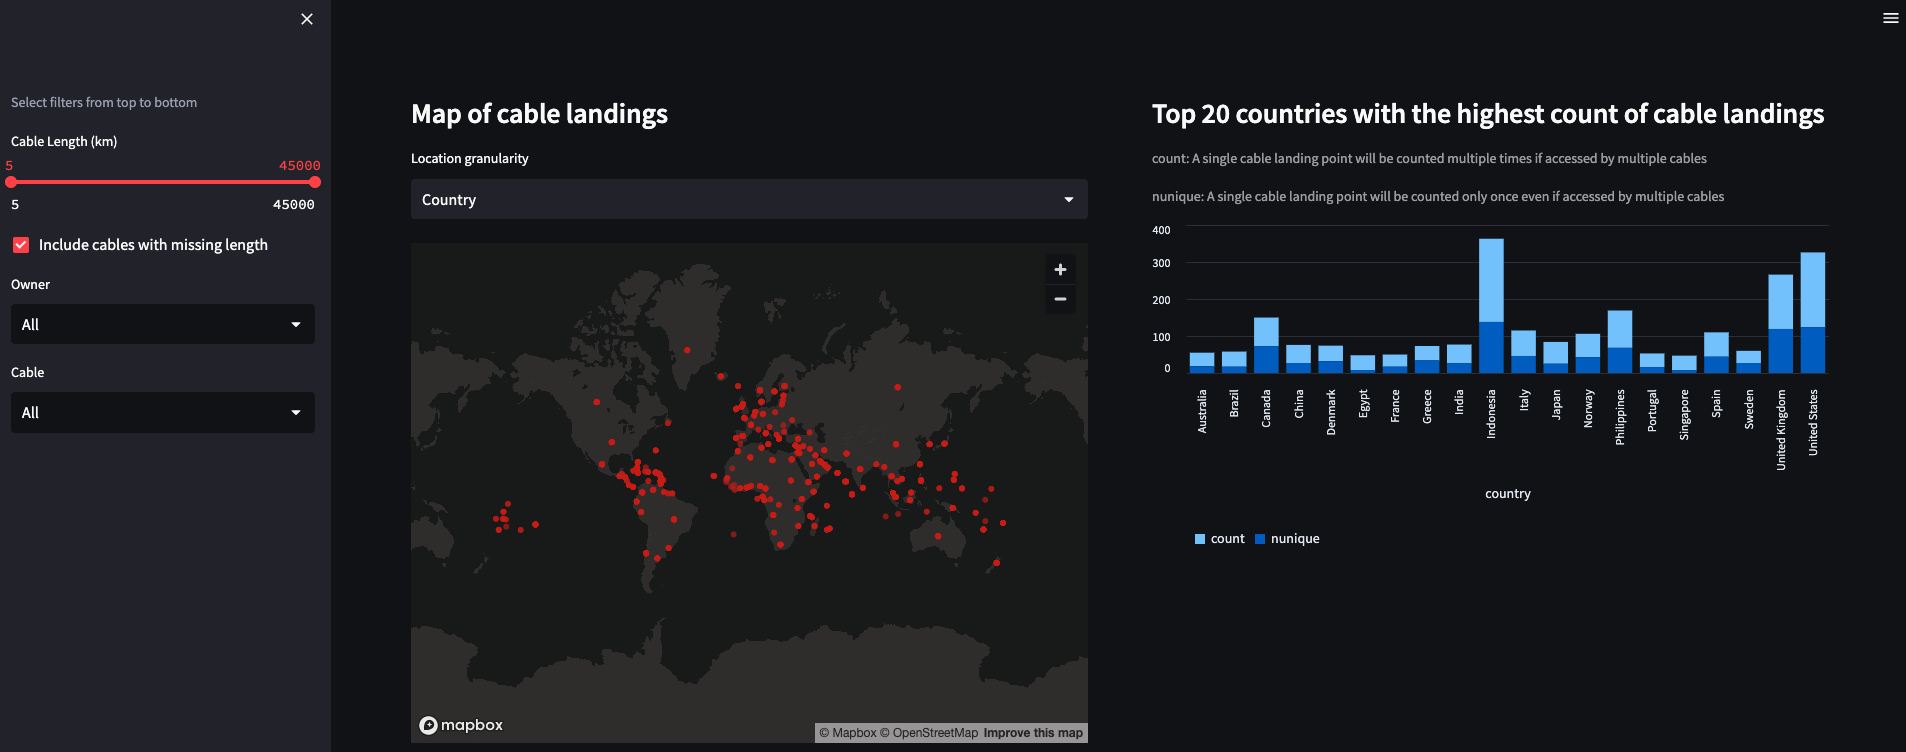 Select filters from top to bottom
Cable Length (km)
5 45000
5 45000
Include cables with missing length
Owner
All
Cable
All
Map of cable landings
Location granularity
Country
mapbox
© Mapbox © OpenStreetMap Improve this map
Top 20 countries with the highest count of cable landings
count: A single cable landing point will be counted multiple times if accessed by multiple cables
nunique: A single cable landing point will be counted only once even if accessed by multiple cables
400
300
200
100
0
Australia
Brazil
Canada
China
Denmark
Egypt
France
Greece
India
Indonesia
Italy
Japan
Norway
Philippines
Portugal
Singapore
Spain
Sweden
United Kingdom
United States
country
count nunique